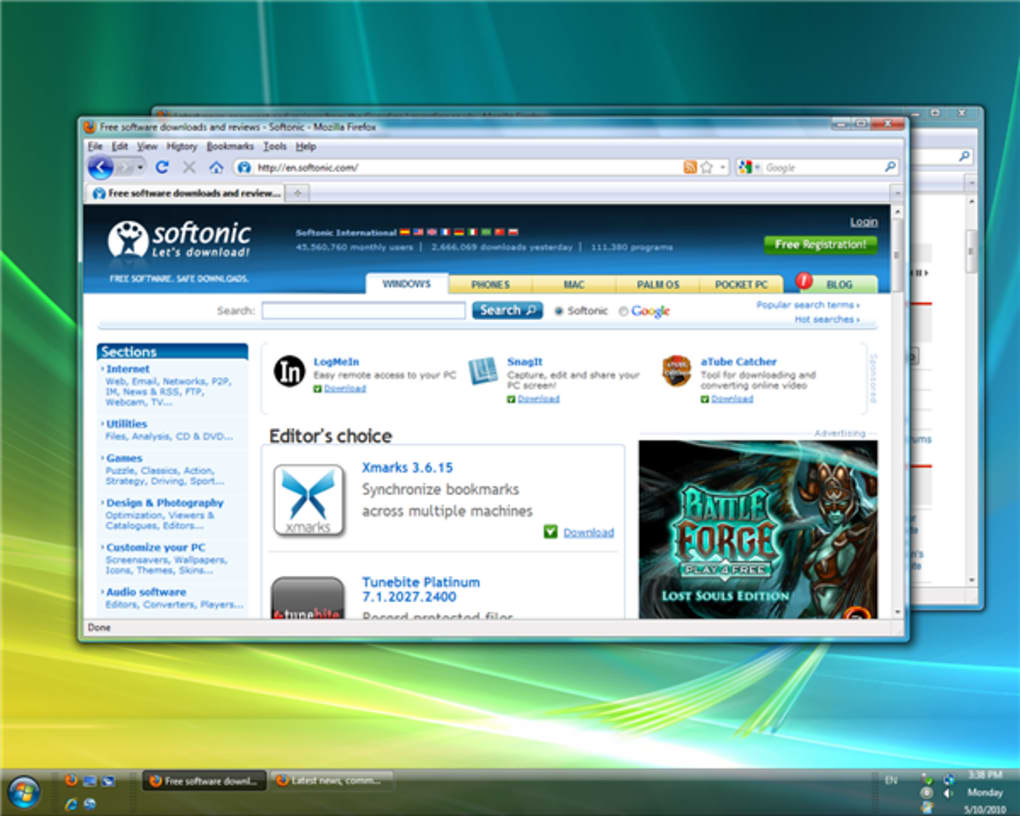 Free software downloads and reviews - Softonic - Mozilla Firefox
File Edit View History Bookmarks Tools Help
http://en.softonic.com/
Google
Free software downloads and review...
softonic
Let's download!
FREE SOFTWARE. SAFE DOWNLOADS.
Softonic International
45,560,760 monthly users | 2,666,069 downloads yesterday | 111,380 programs
Login
Free Registration!
WINDOWS PHONES MAC PALM OS POCKET PC ! BLOG
Search: Search Softonic Google
Popular search terms
Hot searches
Sections
Internet
Web, Email, Networks, P2P,
IM, News & RSS, FTP,
Webcam, TV...
Utilities
Files, Analysis, CD & DVD...
Games
Puzzle, Classics, Action,
Strategy, Driving, Sport...
Design & Photography
Optimization, Viewers &
Catalogues, Editors...
Customize your PC
Screensavers, Wallpapers,
Icons, Themes, Skins...
Audio software
Editors, Converters, Players...
In
LogMeIn
Easy remote access to your PC
Download
SnagIt
Capture, edit and share your
PC screen!
Download
aTube Catcher
Tool for downloading and
converting online video
Download
Sponsored
Editor's choice
xmarks
Xmarks 3.6.15
Synchronize bookmarks
across multiple machines
Download
tunebite
Tunebite Platinum
7.1.2027.2400
Record protected files
Advertising
BATTLE
FORGE
PLAY 4 FREE
LOST SOULS EDITION
Done
Free software downl...
Latest news, comm...
EN
3:38 PM
Monday
5/10/2010